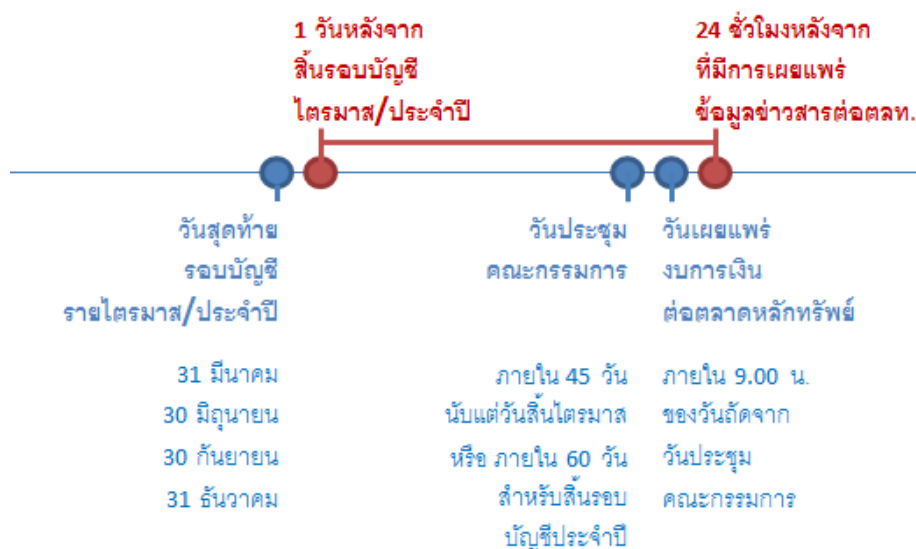 1 วันหลังจาก
สิ้นรอบบัญชี
ไตรมาส/ประจำปี
24 ชั่วโมงหลังจาก
ที่มีการเผยแพร่
ข้อมูลข่าวสารต่อตลท.
วันสุดท้าย
รอบบัญชี
รายไตรมาส/ประจำปี
วันประชุม
คณะกรรมการ
วันเผยแพร่
งบการเงิน
ต่อตลาดหลักทรัพย์
31 มีนาคม
30 มิถุนายน
30 กันยายน
31 ธันวาคม
ภายใน 45 วัน
นับแต่วันสิ้นไตรมาส
หรือ ภายใน 60 วัน
สำหรับสิ้นรอบ
บัญชีประจำปี
ภายใน 9.00 น.
ของวันถัดจาก
วันประชุม
คณะกรรมการ